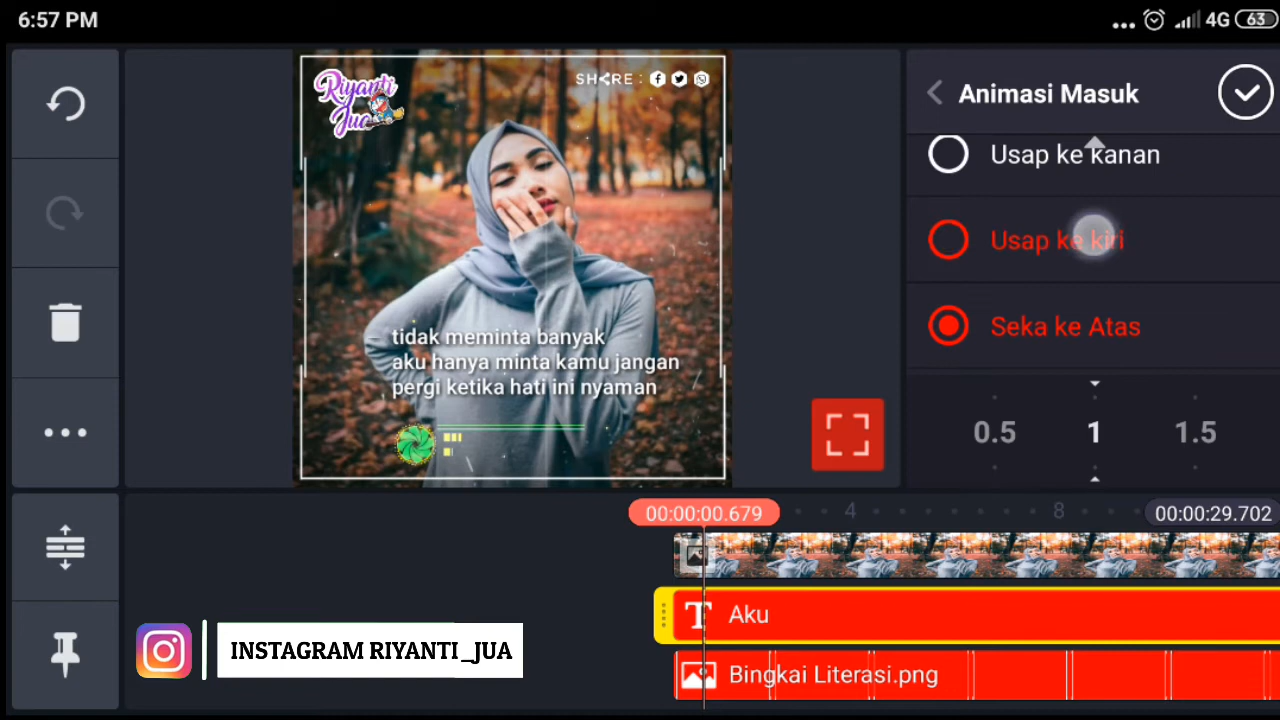 6:57 PM
4G
63
Riyanti
Jua
SHARE :
tidak meminta banyak
aku hanya minta kamu jangan
pergi ketika hati ini nyaman
Animasi Masuk
Usap ke kanan
Usap ke kiri
Seka ke Atas
0.5 1 1.5
00:00:00.679
4
8
00:00:29.702
T Aku
Bingkai Literasi.png
INSTAGRAM RIYANTI_JUA